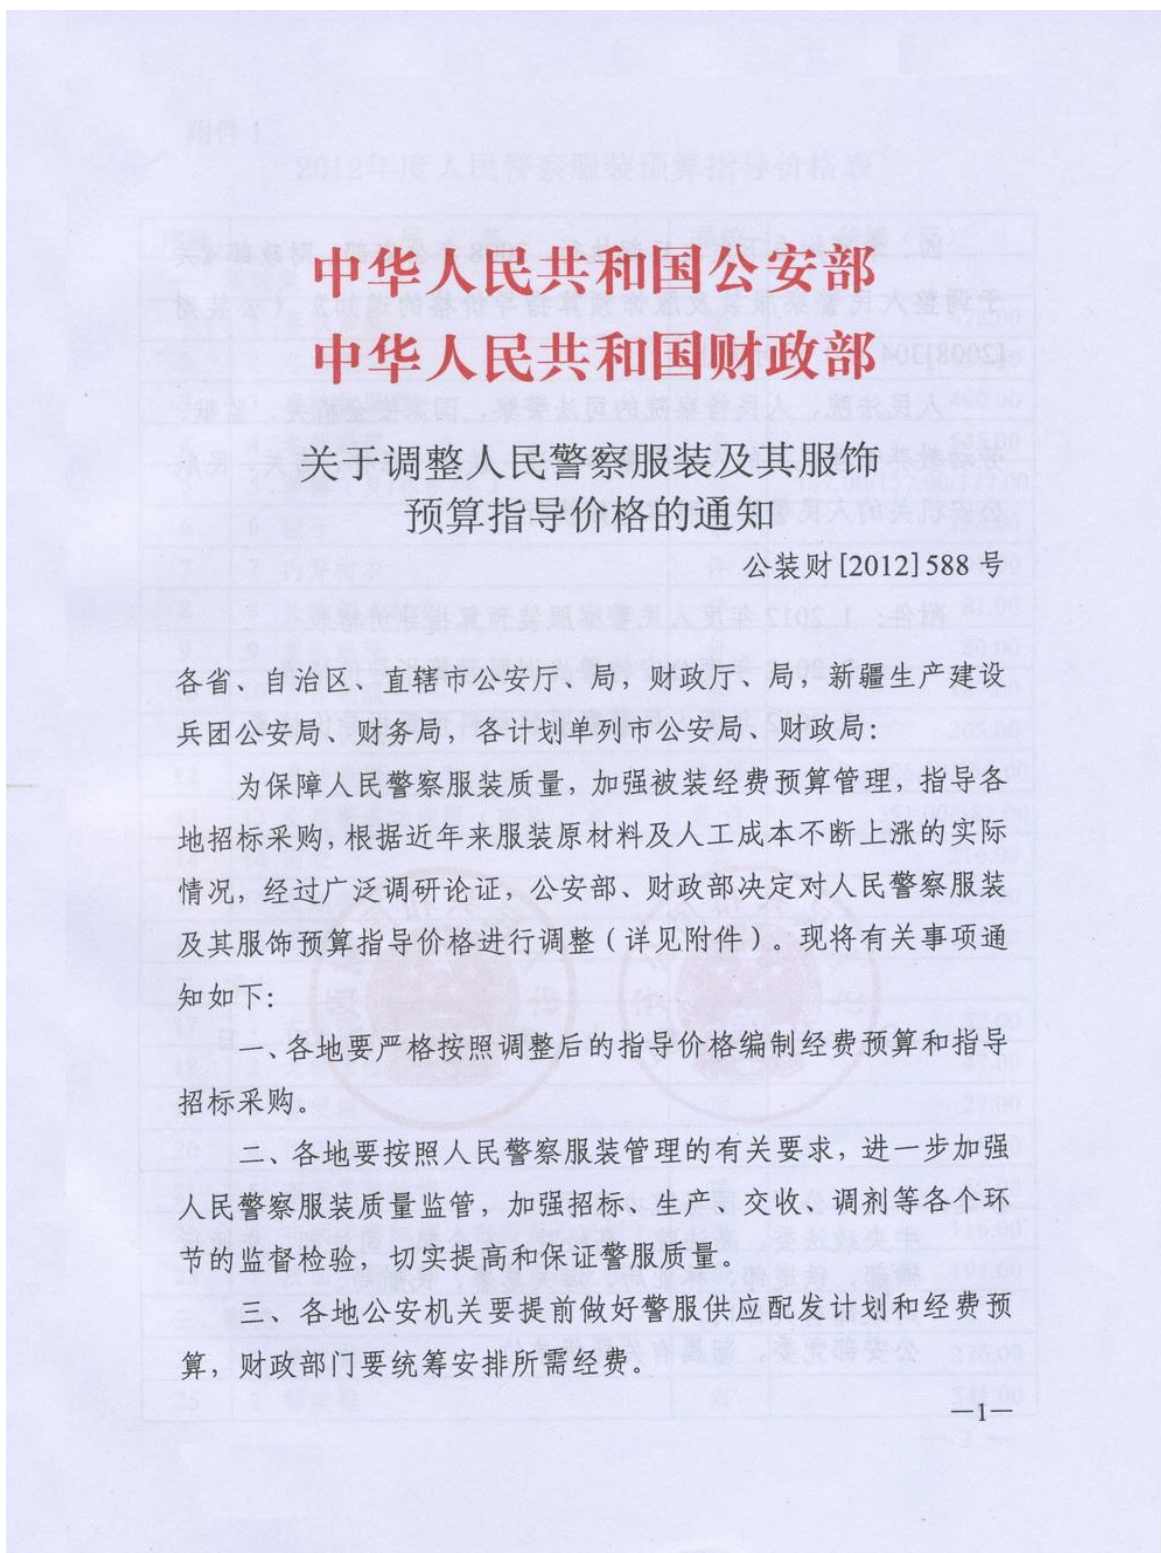 中华人民共和国公安部
中华人民共和国财政部
关于调整人民警察服装及其服饰
预算指导价格的通知
公装财[2012]588 号
各省、自治区、直辖市公安厅、局，财政厅、局，新疆生产建设
兵团公安局、财务局，各计划单列市公安局、财政局：
为保障人民警察服装质量，加强被装经费预算管理，指导各
地招标采购，根据近年来服装原材料及人工成本不断上涨的实际
情况，经过广泛调研论证，公安部、财政部决定对人民警察服装
及其服饰预算指导价格进行调整（详见附件）。现将有关事项通
知如下：
一、各地要严格按照调整后的指导价格编制经费预算和指导
招标采购。
二、各地要按照人民警察服装管理的有关要求，进一步加强
人民警察服装质量监管，加强招标、生产、交收、调剂等各个环
节的监督检验，切实提高和保证警服质量。
三、各地公安机关要提前做好警服供应配发计划和经费预
算，财政部门要统筹安排所需经费。
—1—